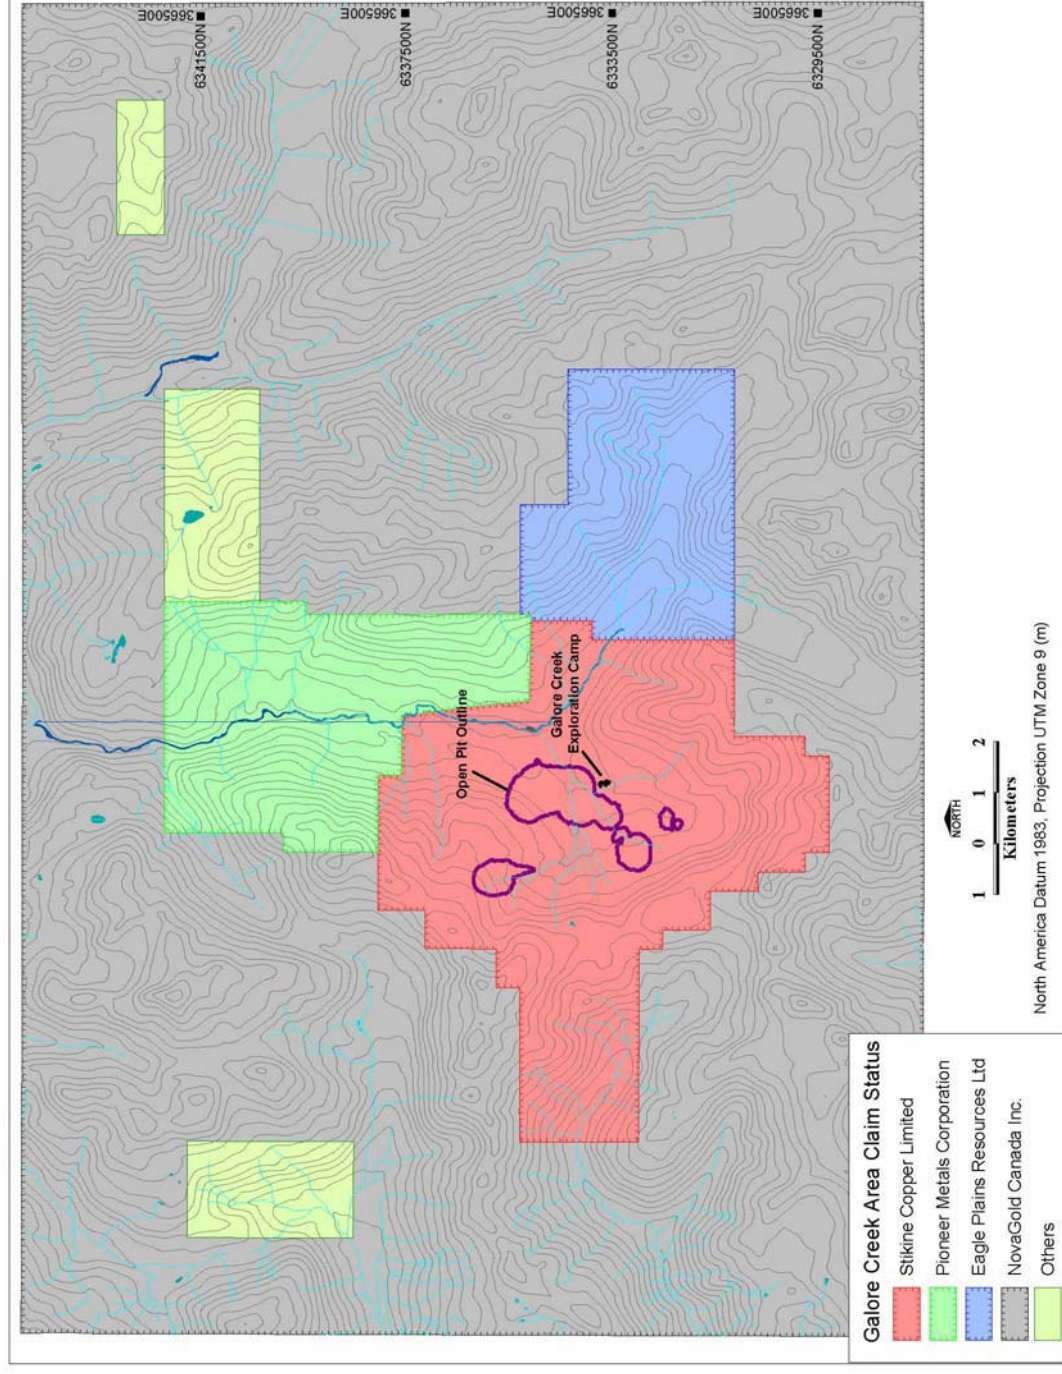 366500E
6341500N
366500E
6337500N
366500E
6333500N
366500E
6329500N
Open Pit Outline
Galore Creek
Exploration Camp
NORTH
1 0 1 2
Kilometers
North America Datum 1983, Projection UTM Zone 9 (m)
Galore Creek Area Claim Status
Stikine Copper Limited
Pioneer Metals Corporation
Eagle Plains Resources Ltd
NovaGold Canada Inc.
Others